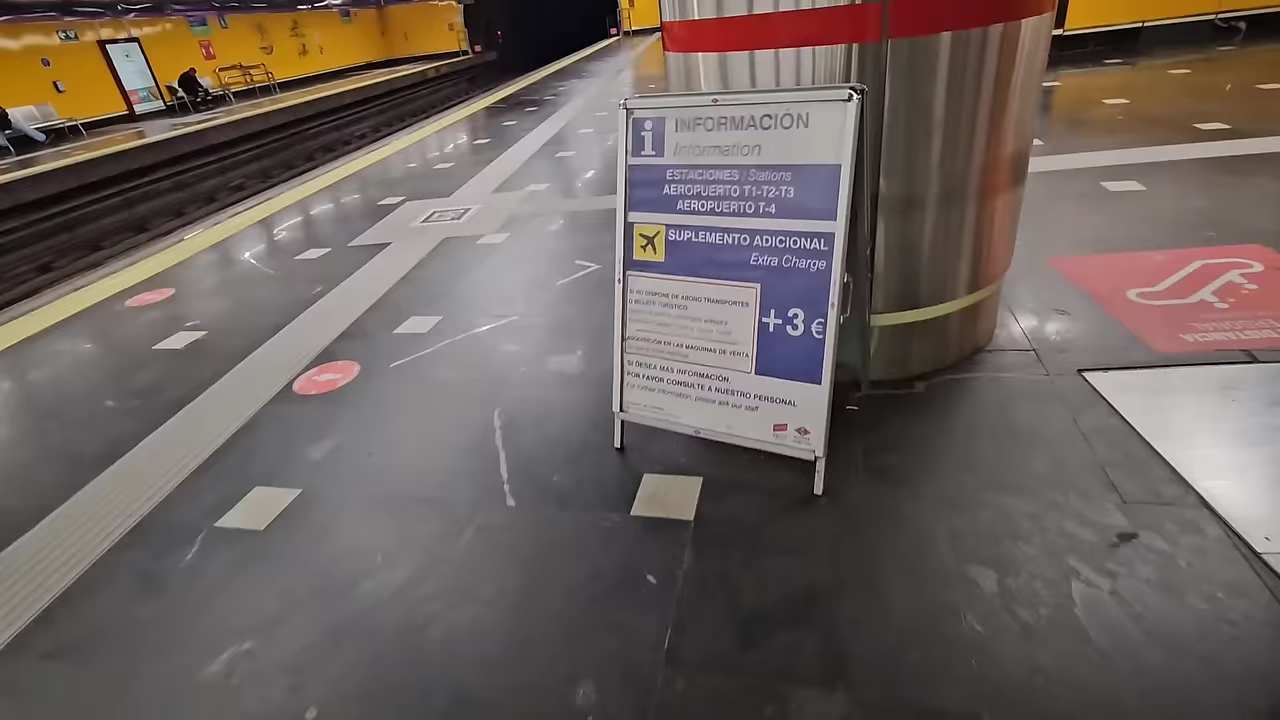 i
INFORMACIÓN
Information
ESTACIONES / Stations
AEROPUERTO T1-T2-T3
AEROPUERTO T-4
SUPLEMENTO ADICIONAL
Extra Charge
SI NO DISPONE DE ABONO TRANSPORTES
O BILLETE TURÍSTICO
ADQUISICIÓN EN LAS MÁQUINAS DE VENTA
+3 €
SI DESEA MÁS INFORMACIÓN,
POR FAVOR CONSULTE A NUESTRO PERSONAL
For further information, please ask our staff